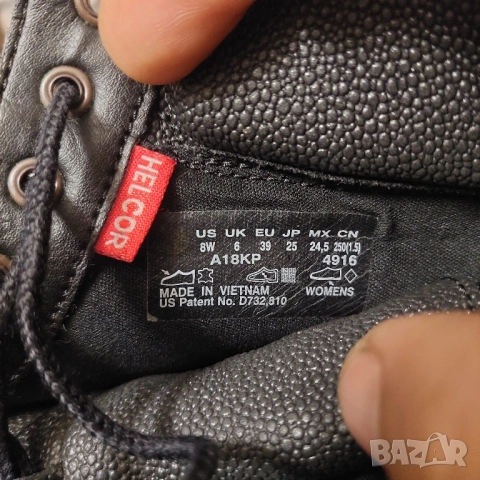 HELCOR
US UK EU JP MX CN
8W 6 39 25 24,5 250(1.5)
A18KP 4916
MADE IN VIETNAM WOMENS
US Patent No. D732,810
BAZAR